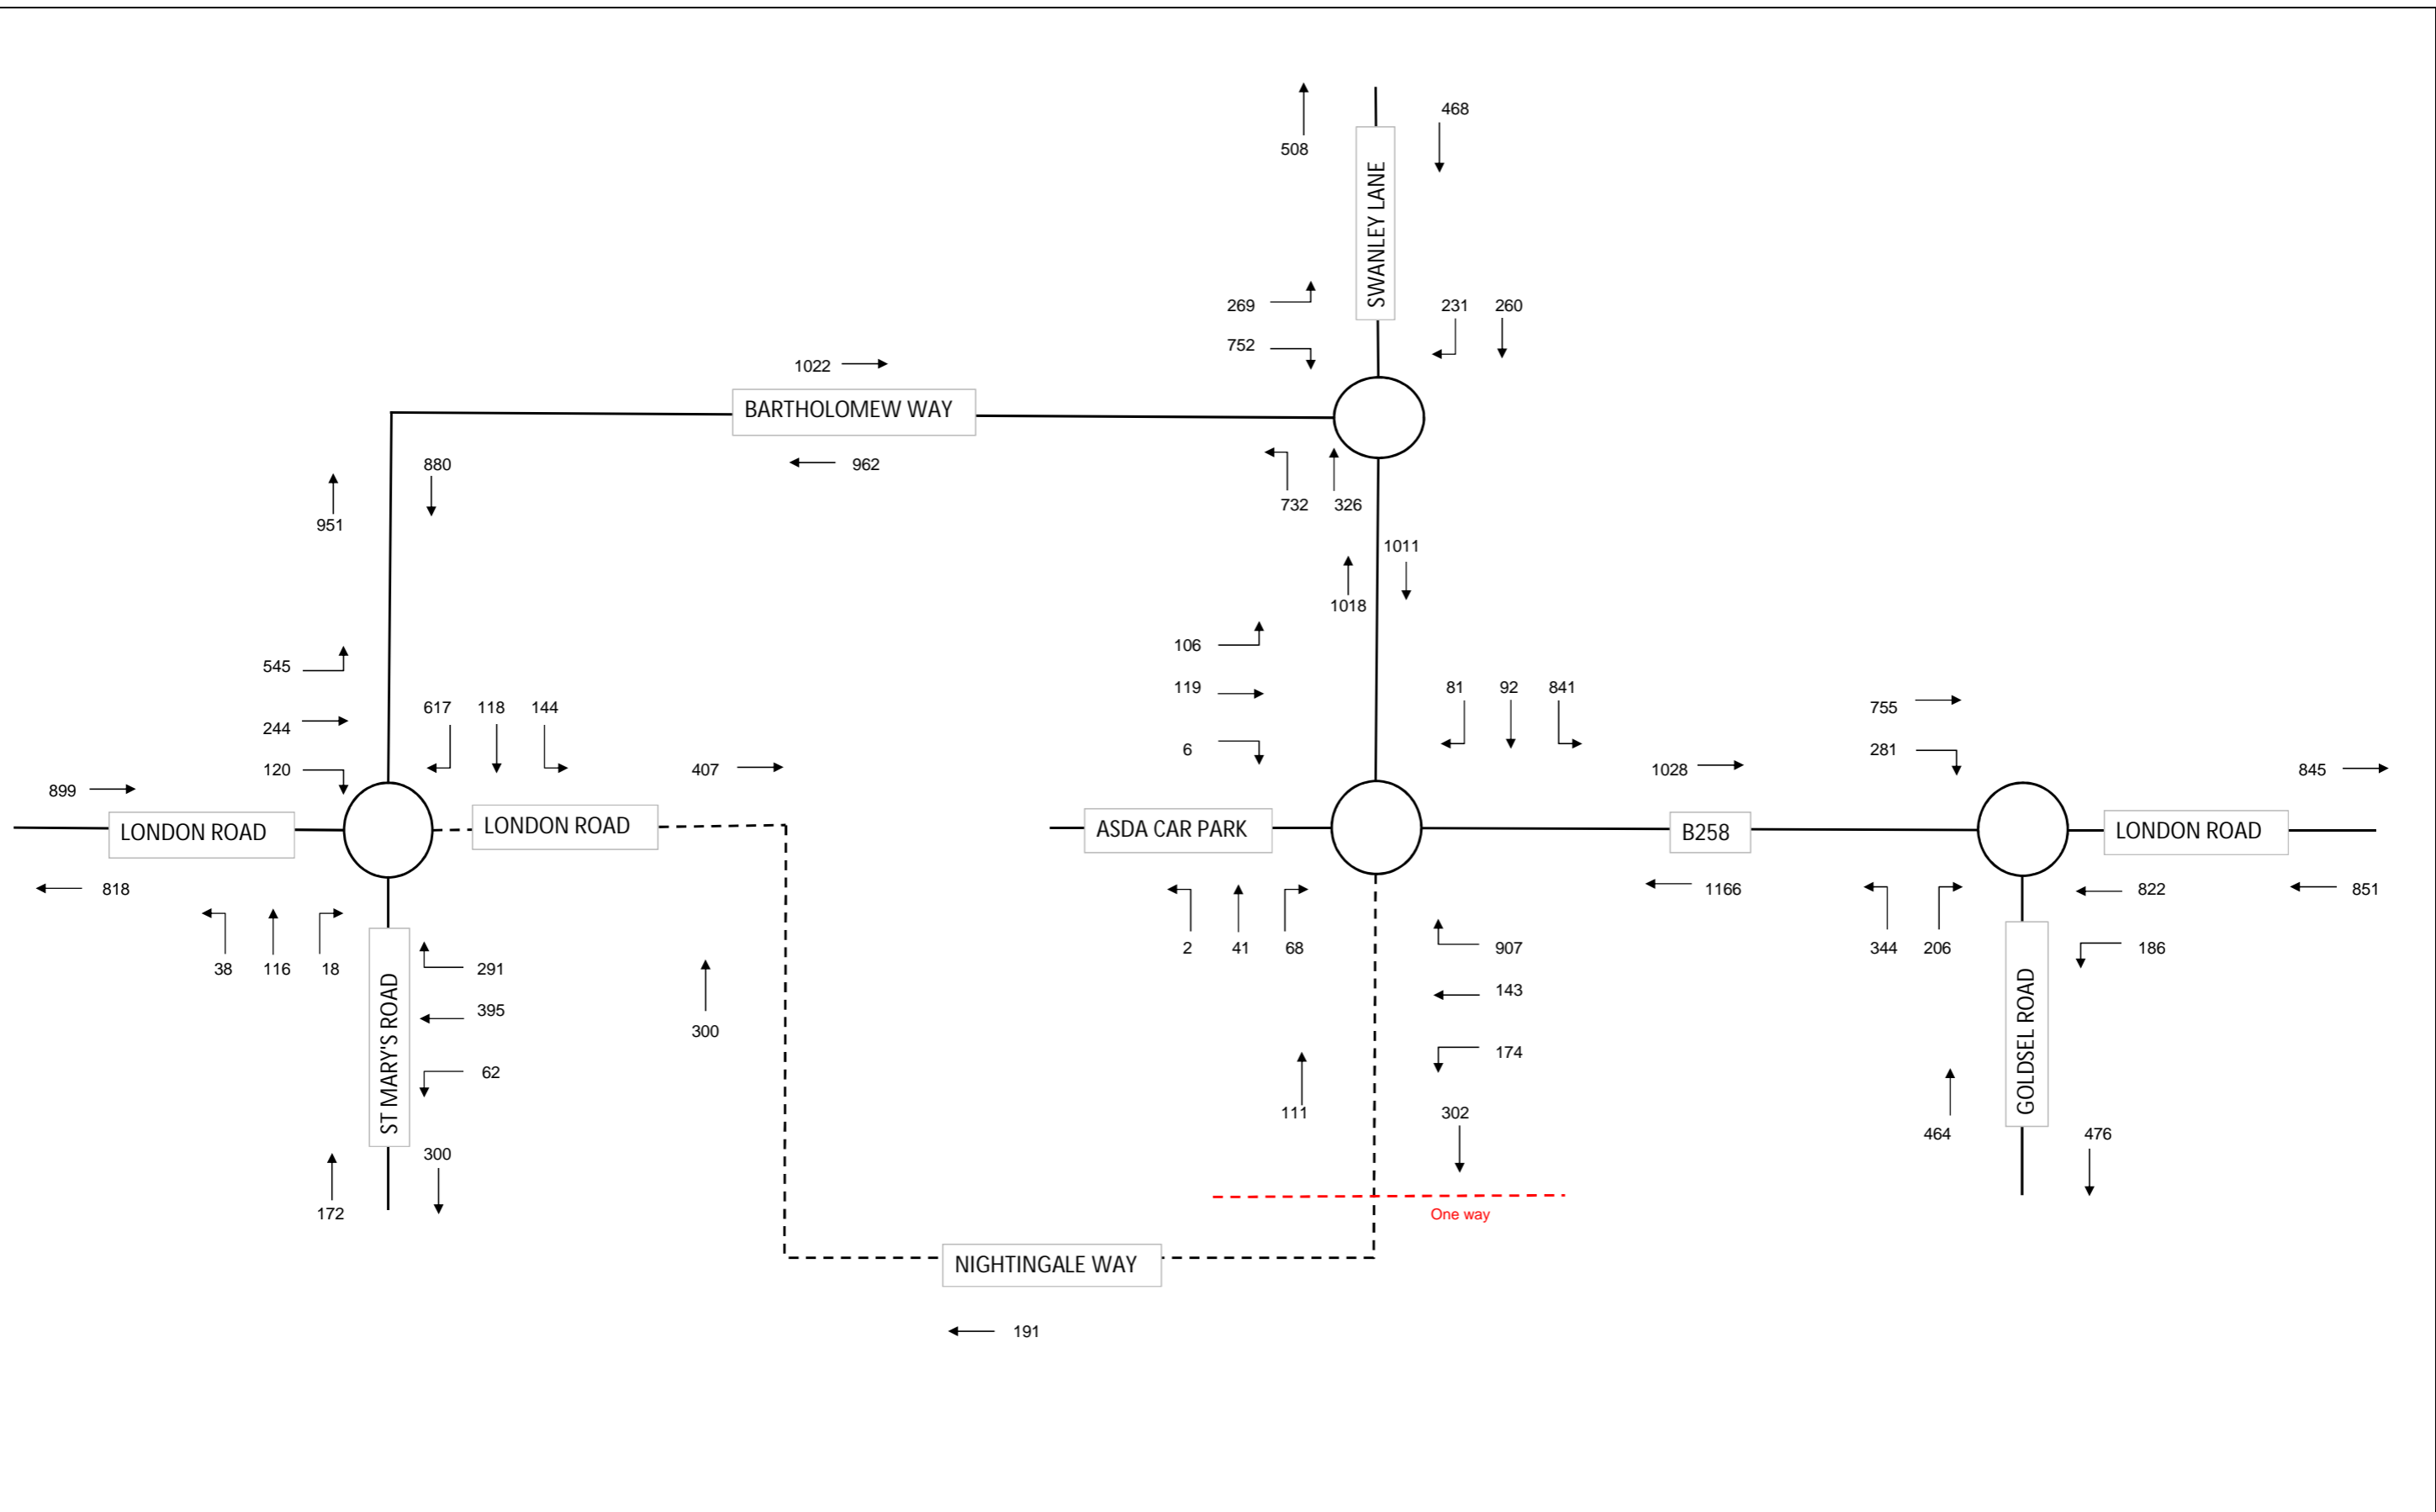 468
508
SWANLEY LANE
269
231 260
752
1022
BARTHOLOMEW WAY
880
962
951
732 326
1011
1018
106
545
119
81 92 841
617 118 144
755
244
6
281
120
407
1028
845
899
LONDON ROAD
LONDON ROAD
ASDA CAR PARK
B258
LONDON ROAD
818
1166
822
851
38 116 18
291
2 41 68
907
344 206
186
ST MARY'S ROAD
395
143
GOLDSEL ROAD
300
174
62
111
302
464
476
300
172
One way
NIGHTINGALE WAY
191